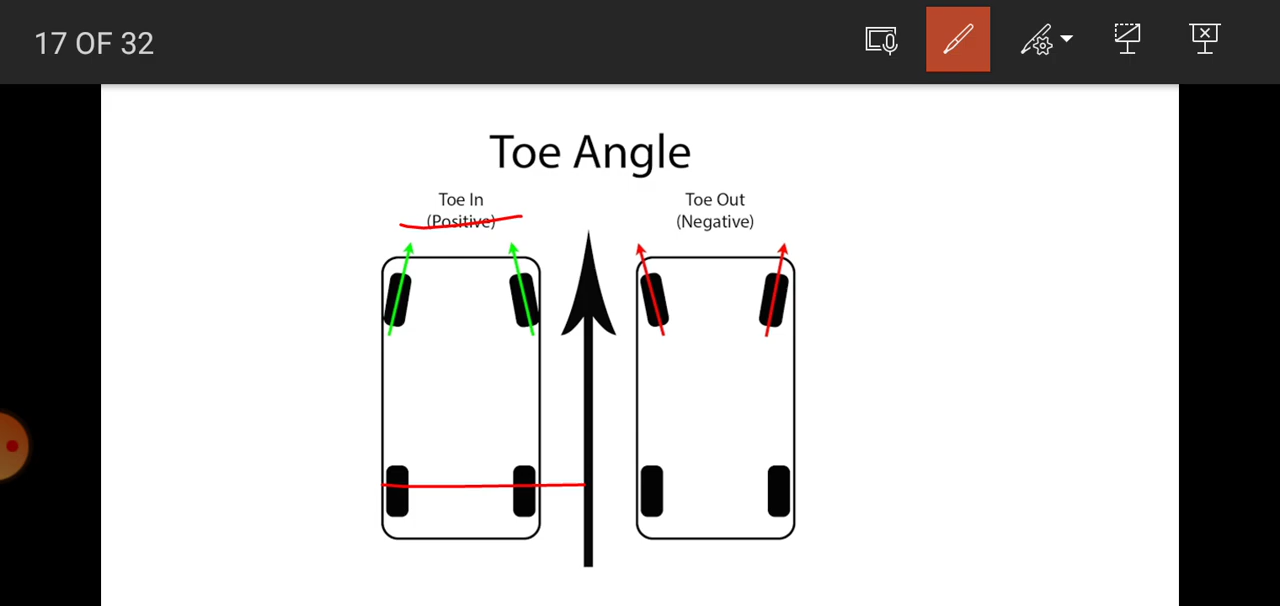 17 OF 32
Toe Angle
Toe In
(Positive)
Toe Out
(Negative)